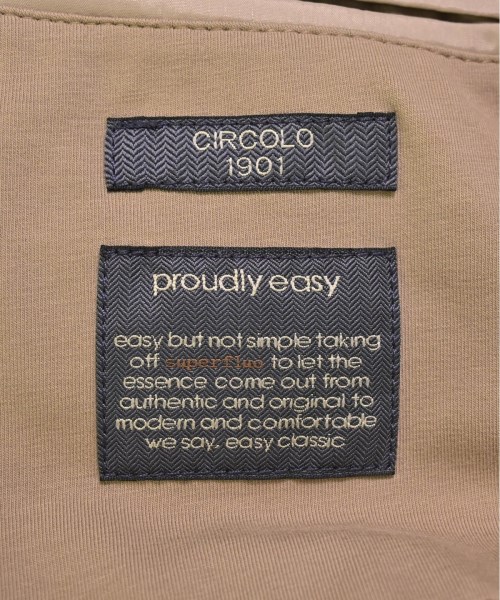 CIRCOLO
1901
proudly easy
easy but not simple taking
off superfluo to let the
essence come out from
authentic and original to
modern and comfortable
we say. easy classic